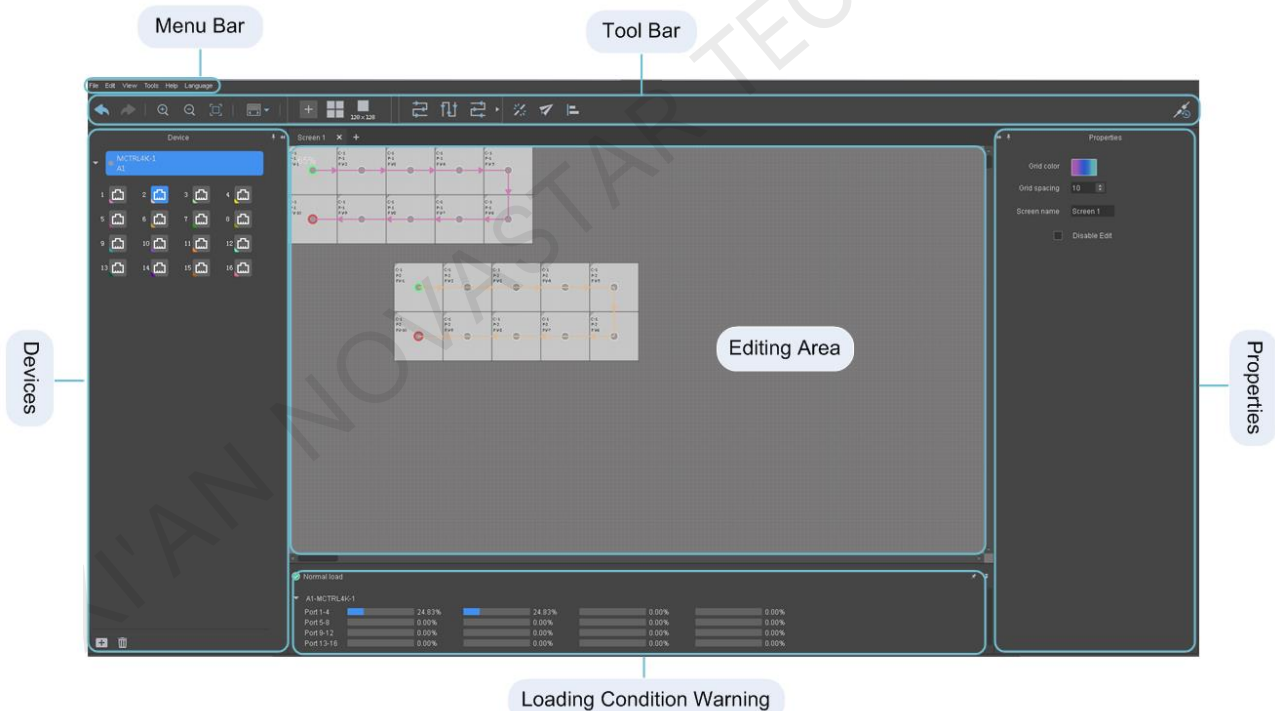 Menu Bar
Tool Bar
File Edit View Tools Help Language
120 x 120
Device
Screen 1 × +
Properties
MCTRL4K-1
A1
1 2 3 4
5 6 7 8
9 10 11 12
13 14 15 16
Grid color
Grid spacing 10
Screen name Screen 1
Disable Edit
Editing Area
Devices
Properties
Normal load
A1-MCTRL4K-1
Port 1-4 24.83% 24.83% 0.00% 0.00%
Port 5-8 0.00% 0.00% 0.00% 0.00%
Port 9-12 0.00% 0.00% 0.00% 0.00%
Port 13-16 0.00% 0.00% 0.00% 0.00%
Loading Condition Warning